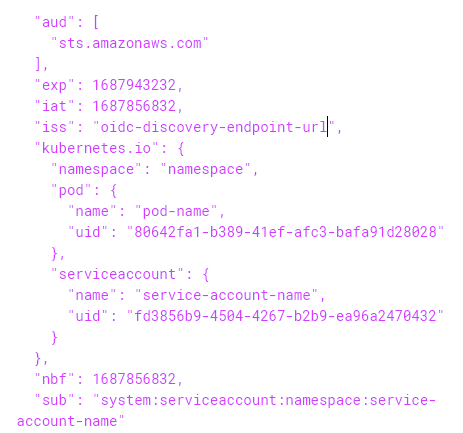 "aud": [
"sts.amazonaws.com"
],
"exp": 1687943232,
"iat": 1687856832,
"iss": "oidc-discovery-endpoint-url",
"kubernetes.io": {
"namespace": "namespace",
"pod": {
"name": "pod-name",
"uid": "80642fa1-b389-41ef-afc3-bafa91d28028"
},
"serviceaccount": {
"name": "service-account-name",
"uid": "fd3856b9-4504-4267-b2b9-ea96a2470432"
}
},
"nbf": 1687856832,
"sub": "system:serviceaccount:namespace:service-
account-name"